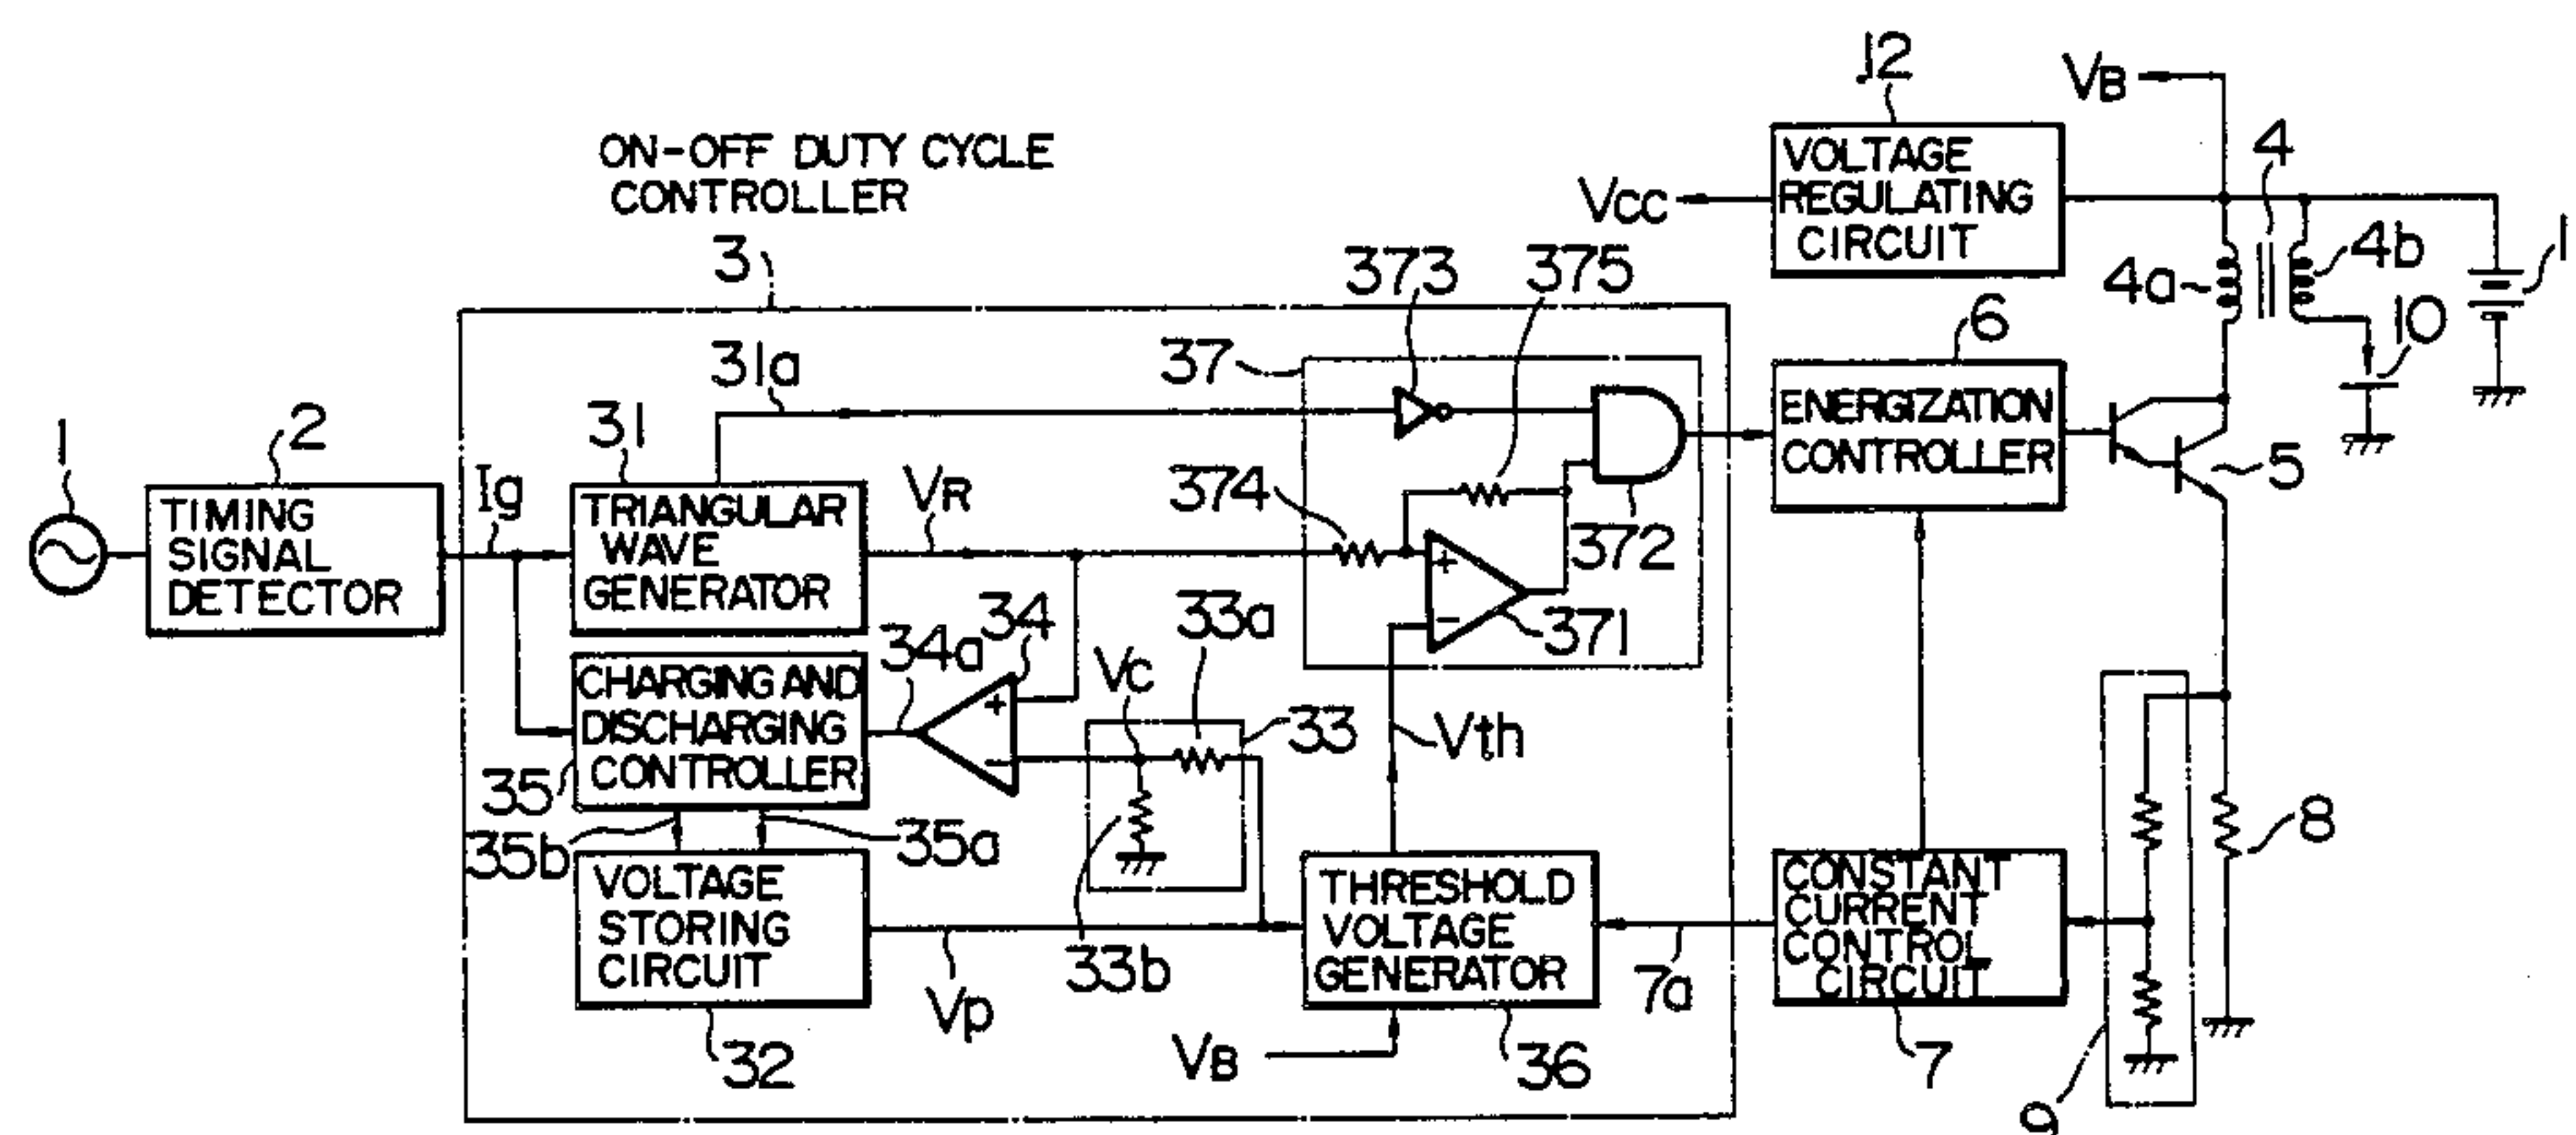 ON-OFF DUTY CYCLE
CONTROLLER
3
12
VB
VCC
VOLTAGE
REGULATING
CIRCUIT
4
4a
4b
1
10
373
375
37
31a
6
ENERGIZATION
CONTROLLER
5
1
2
TIMING
SIGNAL
DETECTOR
Ig
31
TRIANGULAR
WAVE
GENERATOR
VR
374
372
+
-
371
34a
34
33a
Vc
33
+
-
CHARGING AND
DISCHARGING
CONTROLLER
35
35b
35a
33b
Vth
VOLTAGE
STORING
CIRCUIT
32
Vp
THRESHOLD
VOLTAGE
GENERATOR
VB
36
7a
CONSTANT
CURRENT
CONTROL
CIRCUIT
7
8
9